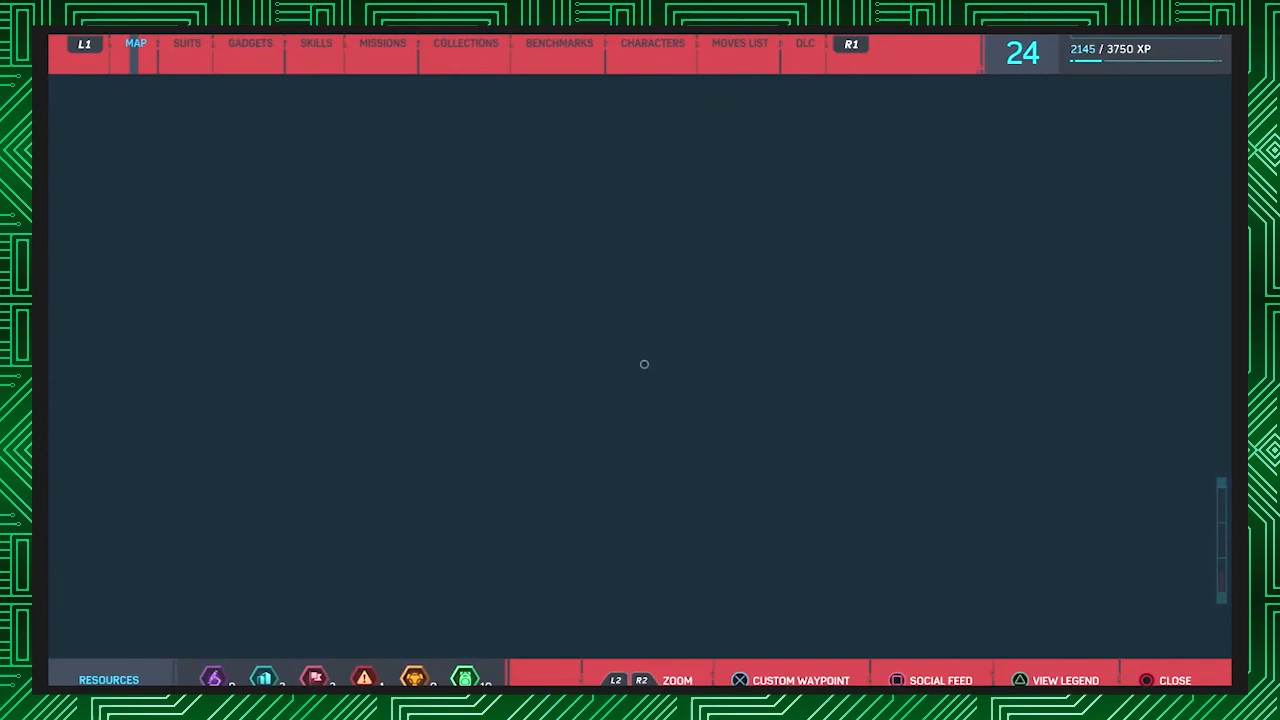 L1 MAP SUITS GADGETS SKILLS MISSIONS COLLECTIONS BENCHMARKS CHARACTERS MOVES LIST DLC R1 24 2145 / 3750 XP
RESOURCES L2 R2 ZOOM CUSTOM WAYPOINT SOCIAL FEED VIEW LEGEND CLOSE